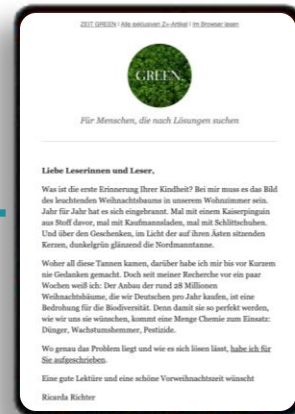 ZEIT GREEN | Alle exklusiven Z+-Artikel | Im Browser lesen
GREEN.
Für Menschen, die nach Lösungen suchen
Liebe Leserinnen und Leser,
Was ist die erste Erinnerung Ihrer Kindheit? Bei mir muss es das Bild
des leuchtenden Weihnachtsbaums in unserem Wohnzimmer sein.
Jahr für Jahr hat es sich eingebrannt. Mal mit einem Kaiserpinguin
aus Stoff davor, mal mit Kaufmannsladen, mal mit Schlittschuhen.
Und über den Geschenken, im Licht der auf ihren Ästen sitzenden
Kerzen, dunkelgrün glänzend die Nordmanntanne.
Woher all diese Tannen kamen, darüber habe ich mir bis vor Kurzem
nie Gedanken gemacht. Doch seit meiner Recherche vor ein paar
Wochen weiß ich: Der Anbau der rund 28 Millionen
Weihnachtsbäume, die wir Deutschen pro Jahr kaufen, ist eine
Bedrohung für die Biodiversität. Denn damit sie so perfekt werden,
wie wir uns sie wünschen, kommt eine Menge Chemie zum Einsatz:
Dünger, Wachstumshemmer, Pestizide.
Wo genau das Problem liegt und wie es sich lösen lässt, habe ich für
Sie aufgeschrieben.
Eine gute Lektüre und eine schöne Vorweihnachtszeit wünscht
Ricarda Richter